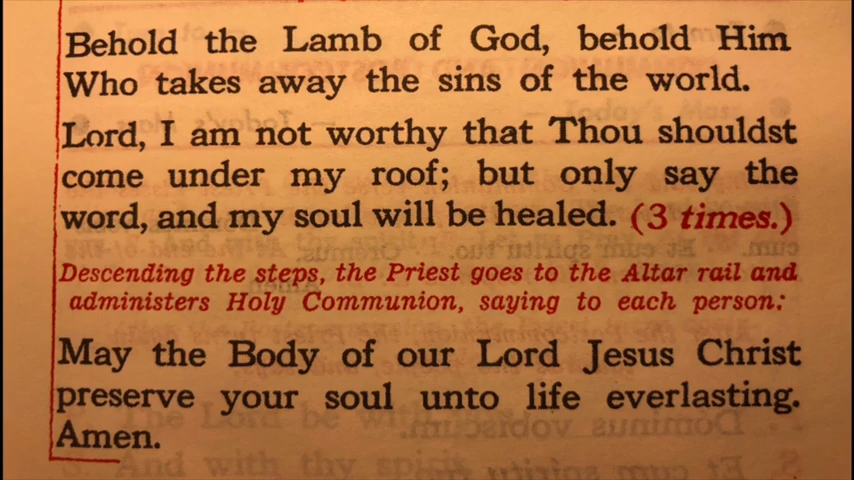 Behold the Lamb of God, behold Him
Who takes away the sins of the world.
Lord, I am not worthy that Thou shouldst
come under my roof; but only say the
word, and my soul will be healed. (3 times.)
Descending the steps, the Priest goes to the Altar rail and
administers Holy Communion, saying to each person:
May the Body of our Lord Jesus Christ
preserve your soul unto life everlasting.
Amen.